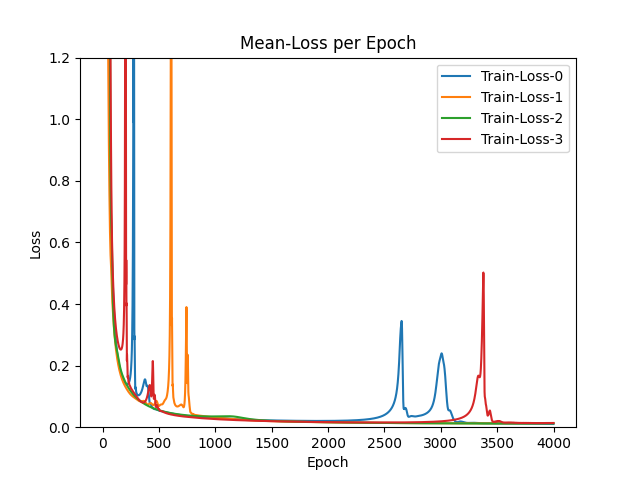 Mean-Loss per Epoch
Train-Loss-0
Train-Loss-1
Train-Loss-2
Train-Loss-3
1.2
1.0
0.8
0.6
0.4
0.2
0.0
Loss
0 500 1000 1500 2000 2500 3000 3500 4000
Epoch